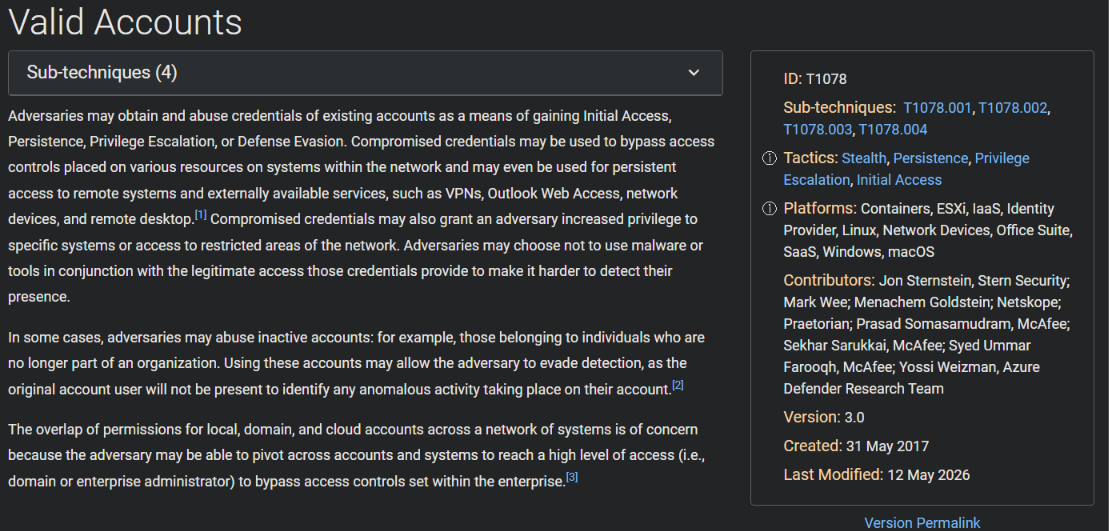 Valid Accounts
Sub-techniques (4)
Adversaries may obtain and abuse credentials of existing accounts as a means of gaining Initial Access,
Persistence, Privilege Escalation, or Defense Evasion. Compromised credentials may be used to bypass access
controls placed on various resources on systems within the network and may even be used for persistent
access to remote systems and externally available services, such as VPNs, Outlook Web Access, network
devices, and remote desktop.[1] Compromised credentials may also grant an adversary increased privilege to
specific systems or access to restricted areas of the network. Adversaries may choose not to use malware or
tools in conjunction with the legitimate access those credentials provide to make it harder to detect their
presence.
In some cases, adversaries may abuse inactive accounts: for example, those belonging to individuals who are
no longer part of an organization. Using these accounts may allow the adversary to evade detection, as the
original account user will not be present to identify any anomalous activity taking place on their account.[2]
The overlap of permissions for local, domain, and cloud accounts across a network of systems is of concern
because the adversary may be able to pivot across accounts and systems to reach a high level of access (i.e.,
domain or enterprise administrator) to bypass access controls set within the enterprise.[3]
ID: T1078
Sub-techniques: T1078.001, T1078.002,
T1078.003, T1078.004
Tactics: Stealth, Persistence, Privilege
Escalation, Initial Access
Platforms: Containers, ESXi, IaaS, Identity
Provider, Linux, Network Devices, Office Suite,
SaaS, Windows, macOS
Contributors: Jon Sternstein, Stern Security;
Mark Wee; Menachem Goldstein; Netskope;
Praetorian; Prasad Somasamudram, McAfee;
Sekhar Sarukkai, McAfee; Syed Ummar
Farooqh, McAfee; Yossi Weizman, Azure
Defender Research Team
Version: 3.0
Created: 31 May 2017
Last Modified: 12 May 2026
Version Permalink